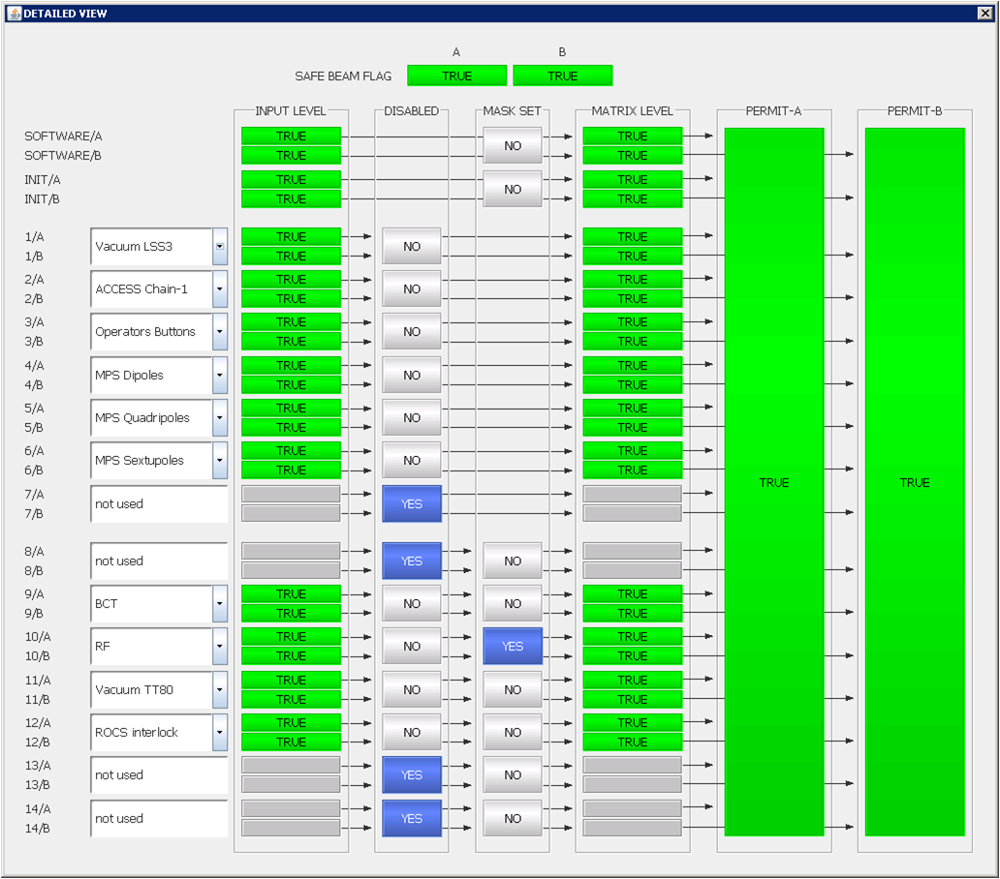 DETAILED VIEW
A B
SAFE BEAM FLAG TRUE TRUE
INPUT LEVEL DISABLED MASK SET MATRIX LEVEL PERMIT-A PERMIT-B
SOFTWARE/A TRUE TRUE
NO
SOFTWARE/B TRUE TRUE
INIT/A TRUE TRUE
NO
INIT/B TRUE TRUE
1/A TRUE TRUE
Vacuum LSS3 NO
1/B TRUE TRUE
2/A TRUE TRUE
ACCESS Chain-1 NO
2/B TRUE TRUE
3/A TRUE TRUE
Operators Buttons NO
3/B TRUE TRUE
4/A TRUE TRUE
MPS Dipoles NO
4/B TRUE TRUE
5/A TRUE TRUE
MPS Quadripoles NO
5/B TRUE TRUE
6/A TRUE TRUE
MPS Sextupoles NO
6/B TRUE TRUE
TRUE TRUE
7/A
not used YES
7/B
8/A
not used YES NO
8/B
9/A TRUE TRUE
BCT NO NO
9/B TRUE TRUE
10/A TRUE TRUE
RF NO YES
10/B TRUE TRUE
11/A TRUE TRUE
Vacuum TT80 NO NO
11/B TRUE TRUE
12/A TRUE TRUE
ROCS interlock NO NO
12/B TRUE TRUE
13/A
not used YES NO
13/B
14/A
not used YES NO
14/B